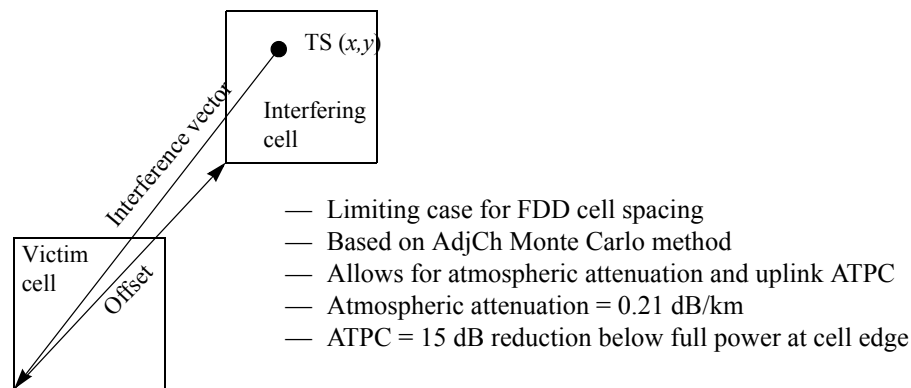 TS (x,y)
Interfering
cell
Interference vector
Offset
Victim
cell
— Limiting case for FDD cell spacing
— Based on AdjCh Monte Carlo method
— Allows for atmospheric attenuation and uplink ATPC
— Atmospheric attenuation = 0.21 dB/km
— ATPC = 15 dB reduction below full power at cell edge